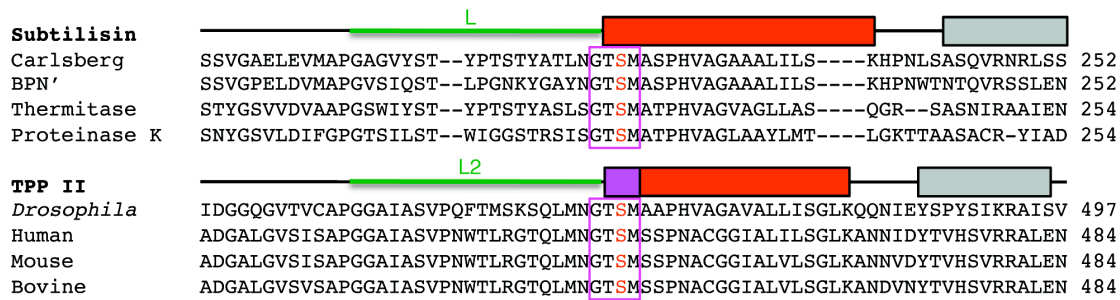 L
Subtilisin
Carlsberg SSVGAELEVMAPGAGVYST--YPTSTYATLNGTSMASPHVAGAAALILS----KHPNLSASQVRNRLSS 252
BPN’ SSVGPELDVMAPGVSIQST--LPGNKYGAYNGTSMASPHVAGAAALILS----KHPNWTNTQVRSSLEN 252
Thermitase STYGSVVDVAAPGSWIYST--YPTSTYASLSGTSMATPHVAGVAGLLAS----QGR--SASNIRAAIEN 254
Proteinase K SNYGSVLDIFGPGTSILST--WIGGSTRSISGTSMATPHVAGLAAYLMT----LGKTTAASACR-YIAD 254
L2
TPP II
Drosophila IDGGQGVTVCAPGGAIASVPQFTMSKSQLMNGTSMAAPHVAGAVALLISGLKQQNIEYSPYSIKRAISV 497
Human ADGALGVSISAPGGAIASVPNWTLRGTQLMNGTSMSSPNACGGIALILSGLKANNIDYTVHSVRRALEN 484
Mouse ADGALGVSISAPGGAIASVPNWTLRGTQLMNGTSMSSPNACGGIALVLSGLKANNVDYTVHSVRRALEN 484
Bovine ADGALGVSVSAPGGAIASVPNWTLRGTQLMNGTSMSSPNACGGIALVLSGLKANDVNYTVHSVRRALEN 484